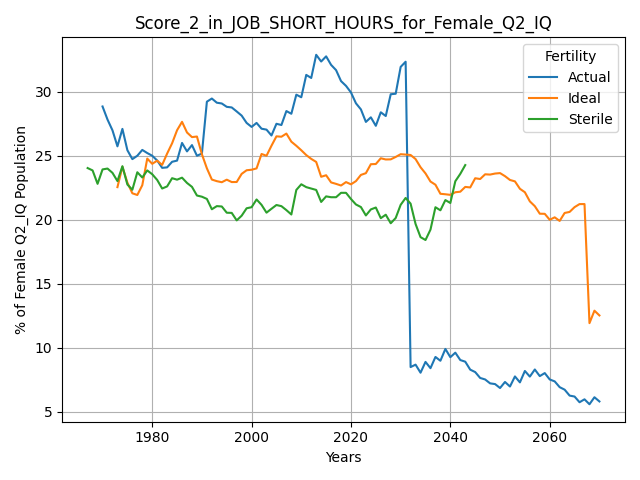 Score_2_in_JOB_SHORT_HOURS_for_Female_Q2_IQ
Fertility
Actual
Ideal
Sterile
% of Female Q2_IQ Population
30
25
20
15
10
5
1980 2000 2020 2040 2060
Years